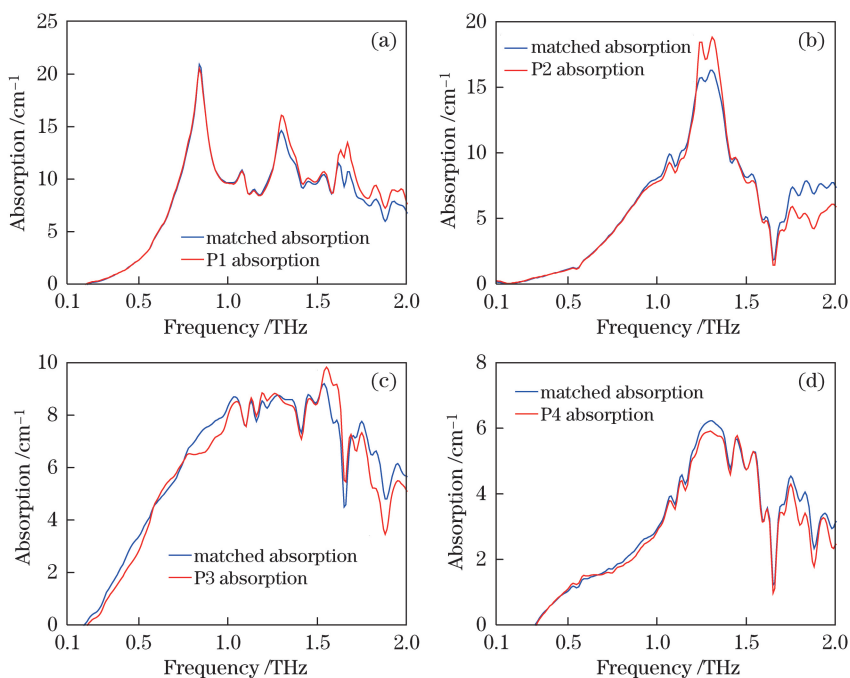 (a)
25
20
15
10
5
0
0.1 0.5 1.0 1.5 2.0
Absorption /cm⁻¹
Frequency /THz
matched absorption
P1 absorption
(b)
20
15
10
5
0
0.1 0.5 1.0 1.5 2.0
Absorption /cm⁻¹
Frequency /THz
matched absorption
P2 absorption
(c)
10
8
6
4
2
0
0.1 0.5 1.0 1.5 2.0
Absorption /cm⁻¹
Frequency /THz
matched absorption
P3 absorption
(d)
8
6
4
2
0
0.1 0.5 1.0 1.5 2.0
Absorption /cm⁻¹
Frequency /THz
matched absorption
P4 absorption